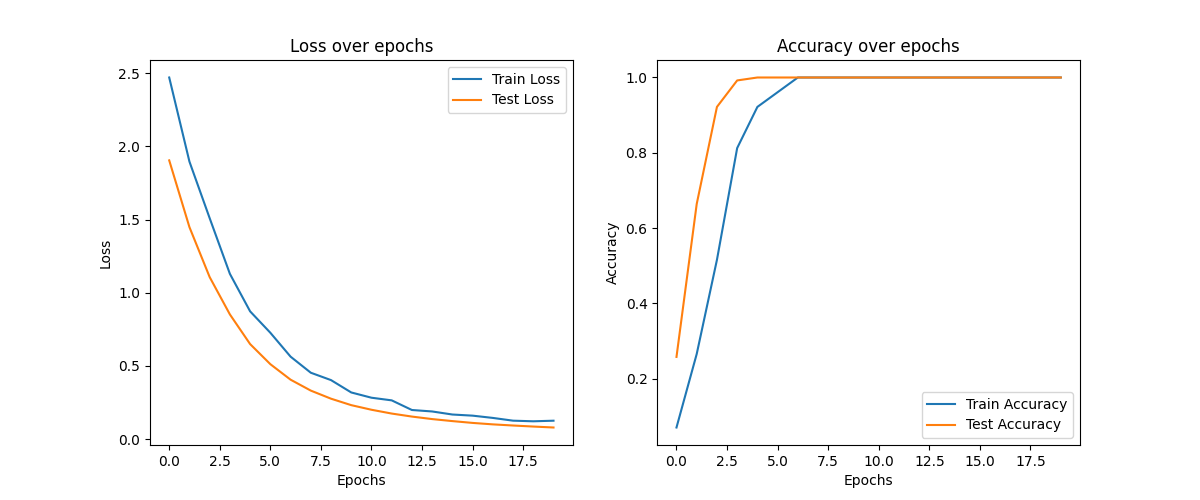 Loss over epochs
2.5
2.0
1.5
1.0
0.5
0.0
Loss
Train Loss
Test Loss
0.0 2.5 5.0 7.5 10.0 12.5 15.0 17.5
Epochs
Accuracy over epochs
1.0
0.8
0.6
0.4
0.2
Accuracy
Train Accuracy
Test Accuracy
0.0 2.5 5.0 7.5 10.0 12.5 15.0 17.5
Epochs